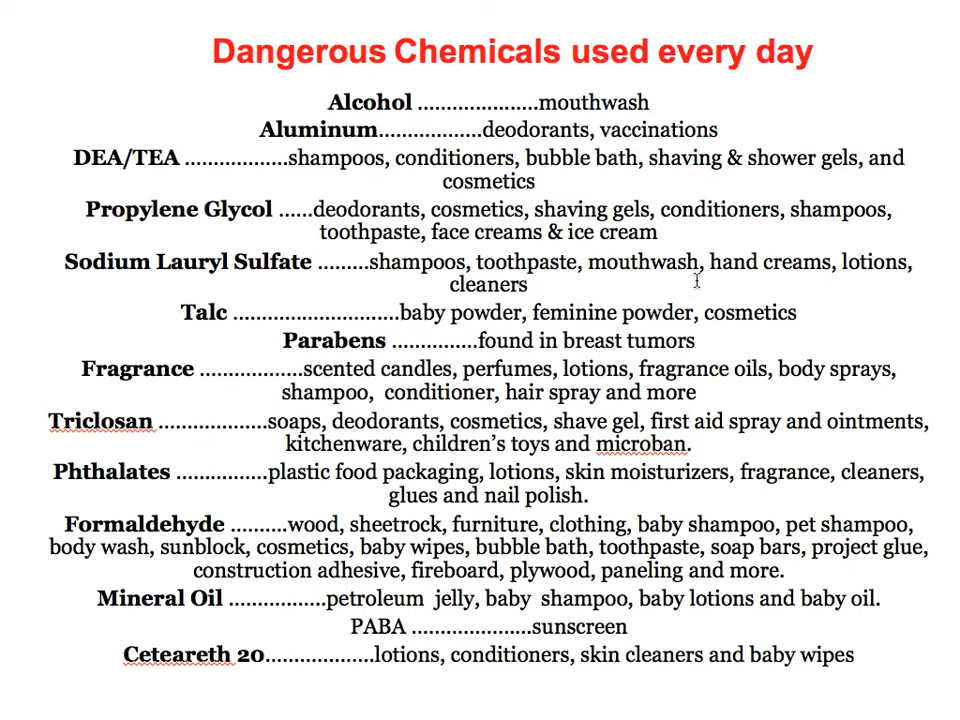 Dangerous Chemicals used every day
Alcohol .....................mouthwash
Aluminum..................deodorants, vaccinations
DEA/TEA ..................shampoos, conditioners, bubble bath, shaving & shower gels, and
cosmetics
Propylene Glycol ......deodorants, cosmetics, shaving gels, conditioners, shampoos,
toothpaste, face creams & ice cream
Sodium Lauryl Sulfate .........shampoos, toothpaste, mouthwash, hand creams, lotions,
cleaners
Talc .............................baby powder, feminine powder, cosmetics
Parabens ...............found in breast tumors
Fragrance ..................scented candles, perfumes, lotions, fragrance oils, body sprays,
shampoo, conditioner, hair spray and more
Triclosan ...................soaps, deodorants, cosmetics, shave gel, first aid spray and ointments,
kitchenware, children’s toys and microban.
Phthalates ................plastic food packaging, lotions, skin moisturizers, fragrance, cleaners,
glues and nail polish.
Formaldehyde ..........wood, sheetrock, furniture, clothing, baby shampoo, pet shampoo,
body wash, sunblock, cosmetics, baby wipes, bubble bath, toothpaste, soap bars, project glue,
construction adhesive, fireboard, plywood, paneling and more.
Mineral Oil .................petroleum jelly, baby shampoo, baby lotions and baby oil.
PABA .....................sunscreen
Ceteareth 20...................lotions, conditioners, skin cleaners and baby wipes